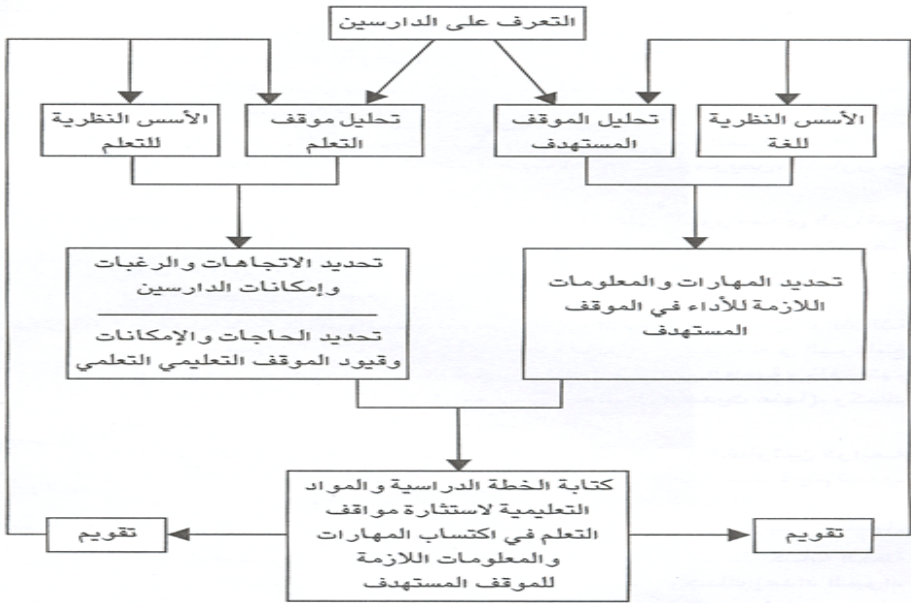 التعرف على الدارسين
الأسس النظرية
للغة
تحليل الموقف
المستهدف
تحليل موقف
التعلم
الأسس النظرية
للتعلم
تحديد المهارات والمعلومات
اللازمة للأداء في الموقف
المستهدف
تحديد الاتجاهات والرغبات
وإمكانات الدارسين
تحديد الحاجات والإمكانات
وقيود الموقف التعليمي التعلمي
كتابة الخطة الدراسية والمواد
التعليمية لاستثارة مواقف
التعلم في اكتساب المهارات
والمعلومات اللازمة
للموقف المستهدف
تقويم
تقويم